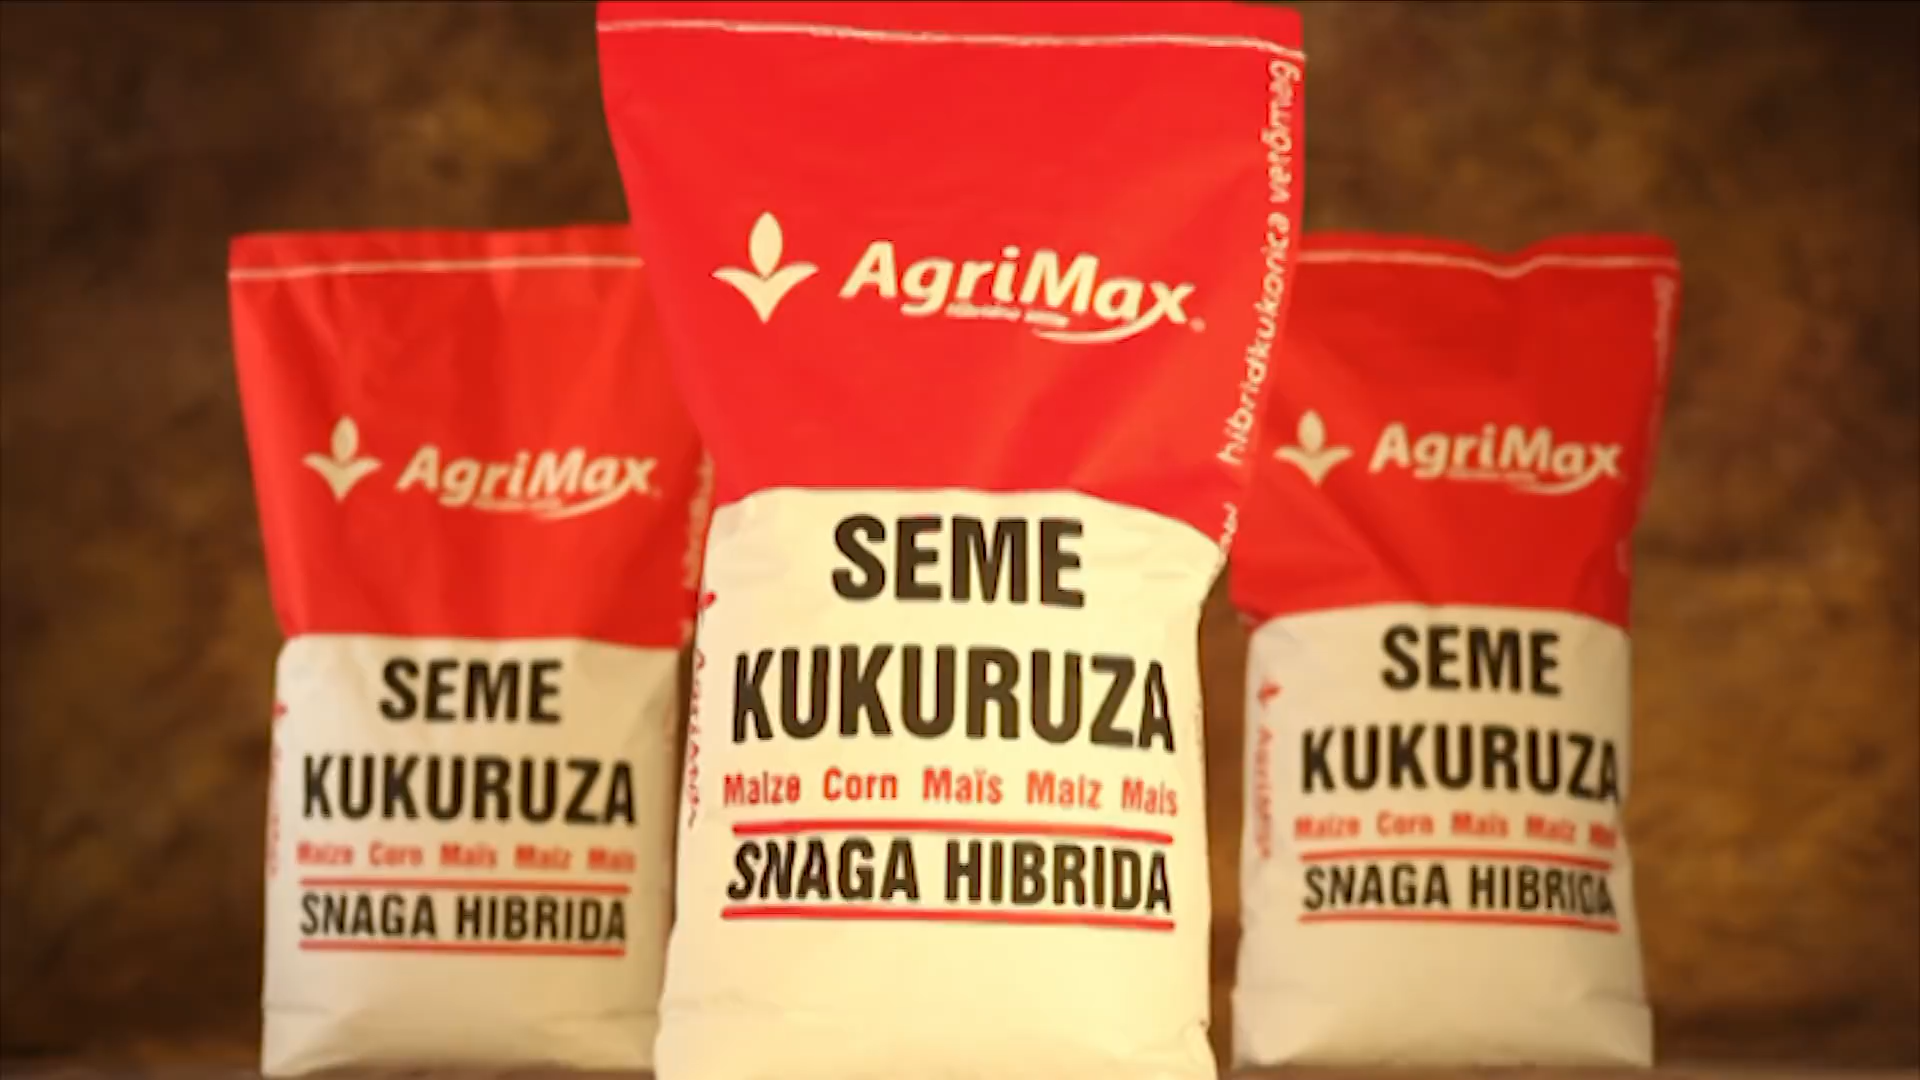 AgriMax
hibridkukorica vetőmag
SEME
KUKURUZA
Maize Corn Maïs Maiz Mais
SNAGA HIBRIDA
AgriMax
SEME
KUKURUZA
Maize Corn Maïs Maiz Mais
SNAGA HIBRIDA
AgriMax
SEME
KUKURUZA
Maize Corn Maïs Maiz
SNAGA HIBRIDA